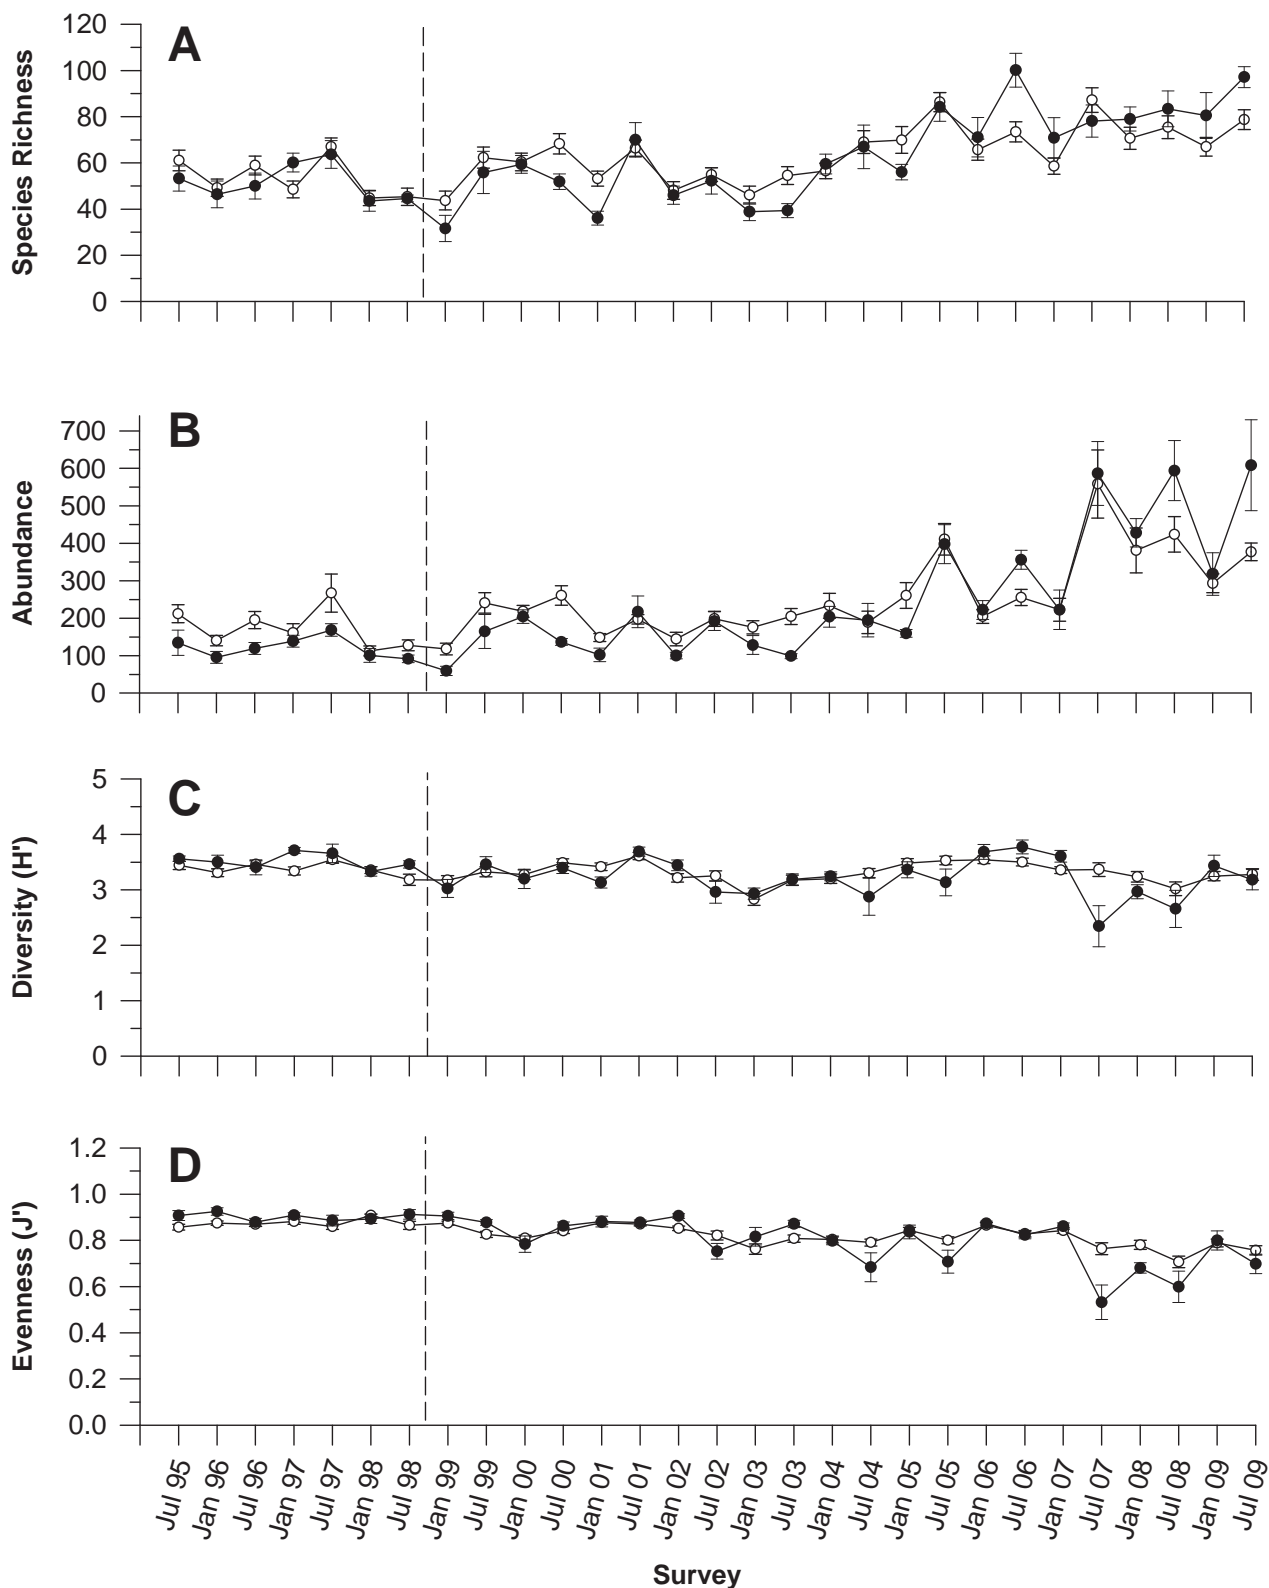 A
Species Richness
120
100
80
60
40
20
0
B
Abundance
700
600
500
400
300
200
100
0
C
Diversity (H')
5
4
3
2
1
0
D
Evenness (J')
1.2
1.0
0.8
0.6
0.4
0.2
0.0
Jul 95
Jan 96
Jul 96
Jan 97
Jul 97
Jan 98
Jul 98
Jan 99
Jul 99
Jan 00
Jul 00
Jan 01
Jul 01
Jan 02
Jul 02
Jan 03
Jul 03
Jan 04
Jul 04
Jan 05
Jul 05
Jan 06
Jul 06
Jan 07
Jul 07
Jan 08
Jul 08
Jan 09
Jul 09
Survey